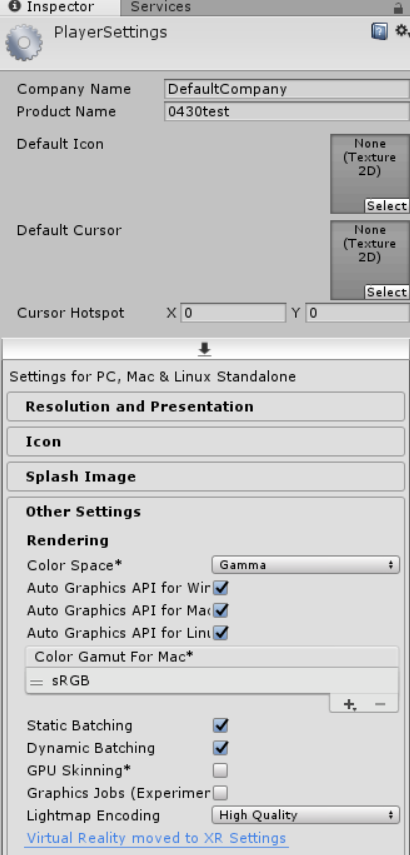 Inspector Services
PlayerSettings
Company Name DefaultCompany
Product Name 0430test
Default Icon None
(Texture
2D)
Select
Default Cursor None
(Texture
2D)
Select
Cursor Hotspot X 0 Y 0
Settings for PC, Mac & Linux Standalone
Resolution and Presentation
Icon
Splash Image
Other Settings
Rendering
Color Space* Gamma
Auto Graphics API for Win
Auto Graphics API for Mac
Auto Graphics API for Linu
Color Gamut For Mac*
sRGB
Static Batching
Dynamic Batching
GPU Skinning*
Graphics Jobs (Experimen
Lightmap Encoding High Quality
Virtual Reality moved to XR Settings